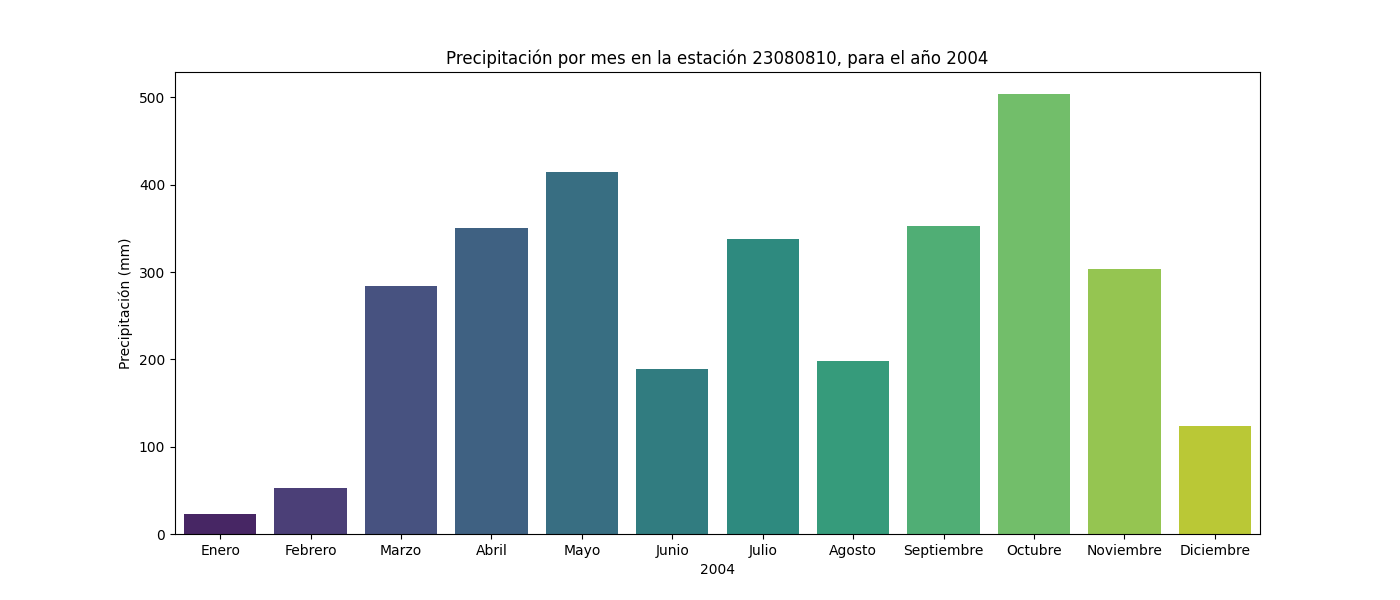 Precipitación por mes en la estación 23080810, para el año 2004
Precipitación (mm)
500
400
300
200
100
0
Enero Febrero Marzo Abril Mayo Junio Julio Agosto Septiembre Octubre Noviembre Diciembre
2004